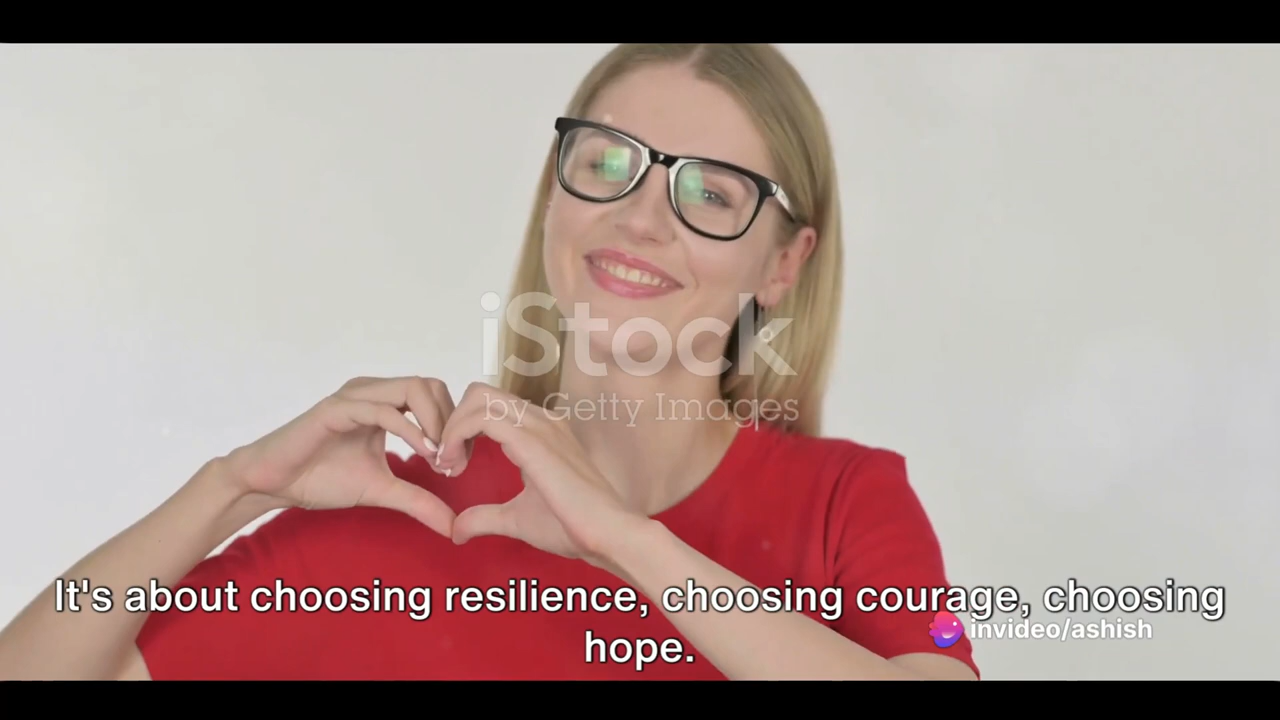 iStock
by Getty Images
It's about choosing resilience, choosing courage, choosing
invideo/ashish
hope.